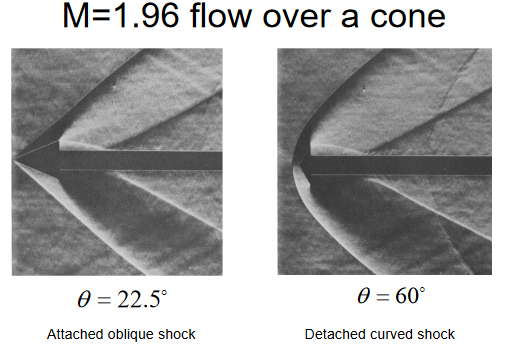 M=1.96 flow over a cone
θ = 22.5°
θ = 60°
Attached oblique shock
Detached curved shock